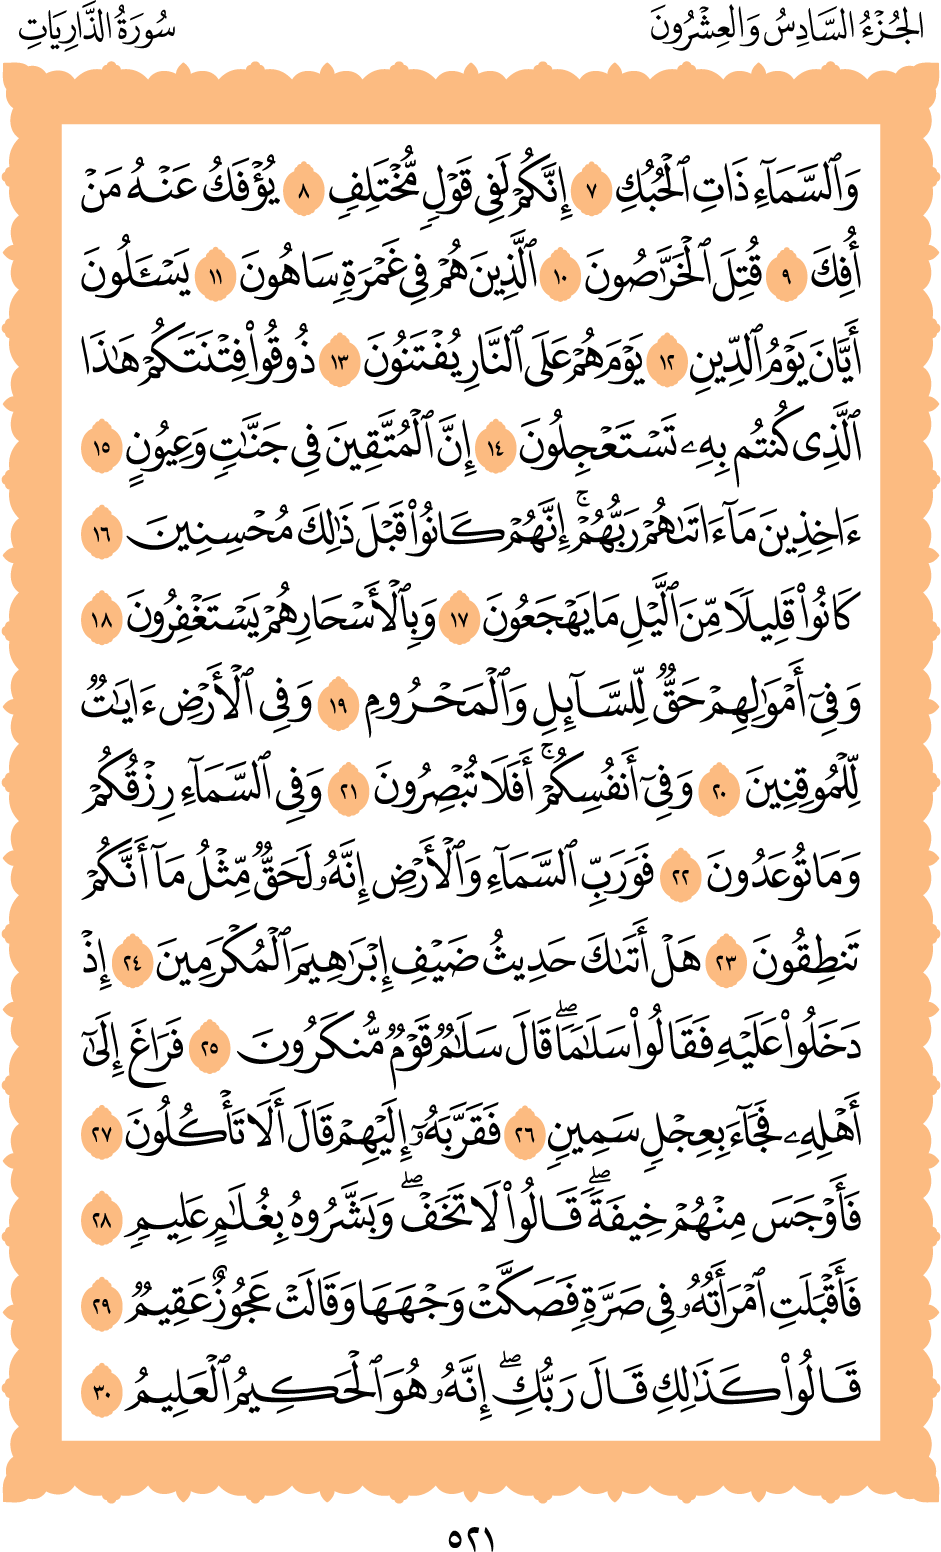 الجُزْءُ السَّادِسُ وَالعِشْرُونَ
سُورَةُ الذَّارِيَاتِ
وَٱلسَّمَآءِ ذَاتِ ٱلْحُبُكِ ٧ إِنَّكُمْ لَفِى قَوْلٍ مُّخْتَلِفٍ ٨ يُؤْفَكُ عَنْهُ مَنْ
أُفِكَ ٩ قُتِلَ ٱلْخَرَّٰصُونَ ١٠ ٱلَّذِينَ هُمْ فِى غَمْرَةٍ سَاهُونَ ١١ يَسْـَٔلُونَ
أَيَّانَ يَوْمُ ٱلدِّينِ ١٢ يَوْمَ هُمْ عَلَى ٱلنَّارِ يُفْتَنُونَ ١٣ ذُوقُوا۟ فِتْنَتَكُمْ هَٰذَا
ٱلَّذِى كُنتُم بِهِۦ تَسْتَعْجِلُونَ ١٤ إِنَّ ٱلْمُتَّقِينَ فِى جَنَّٰتٍ وَعُيُونٍ ١٥
ءَاخِذِينَ مَآ ءَاتَىٰهُمْ رَبُّهُمْ ۚ إِنَّهُمْ كَانُوا۟ قَبْلَ ذَٰلِكَ مُحْسِنِينَ ١٦
كَانُوا۟ قَلِيلًا مِّنَ ٱلَّيْلِ مَا يَهْجَعُونَ ١٧ وَبِٱلْأَسْحَارِ هُمْ يَسْتَغْفِرُونَ ١٨
وَفِىٓ أَمْوَٰلِهِمْ حَقٌّ لِّلسَّآئِلِ وَٱلْمَحْرُومِ ١٩ وَفِى ٱلْأَرْضِ ءَايَٰتٌ
لِّلْمُوقِنِينَ ٢٠ وَفِىٓ أَنفُسِكُمْ ۚ أَفَلَا تُبْصِرُونَ ٢١ وَفِى ٱلسَّمَآءِ رِزْقُكُمْ
وَمَا تُوعَدُونَ ٢٢ فَوَرَبِّ ٱلسَّمَآءِ وَٱلْأَرْضِ إِنَّهُۥ لَحَقٌّ مِّثْلَ مَآ أَنَّكُمْ
تَنطِقُونَ ٢٣ هَلْ أَتَىٰكَ حَدِيثُ ضَيْفِ إِبْرَٰهِيمَ ٱلْمُكْرَمِينَ ٢٤ إِذْ
دَخَلُوا۟ عَلَيْهِ فَقَالُوا۟ سَلَٰمًا ۖ قَالَ سَلَٰمٌ قَوْمٌ مُّنكَرُونَ ٢٥ فَرَاغَ إِلَىٰٓ
أَهْلِهِۦ فَجَآءَ بِعِجْلٍ سَمِينٍ ٢٦ فَقَرَّبَهُۥٓ إِلَيْهِمْ قَالَ أَلَا تَأْكُلُونَ ٢٧
فَأَوْجَسَ مِنْهُمْ خِيفَةً ۖ قَالُوا۟ لَا تَخَفْ ۖ وَبَشَّرُوهُ بِغُلَٰمٍ عَلِيمٍ ٢٨
فَأَقْبَلَتِ ٱمْرَأَتُهُۥ فِى صَرَّةٍ فَصَكَّتْ وَجْهَهَا وَقَالَتْ عَجُوزٌ عَقِيمٌ ٢٩
قَالُوا۟ كَذَٰلِكِ قَالَ رَبُّكِ ۖ إِنَّهُۥ هُوَ ٱلْحَكِيمُ ٱلْعَلِيمُ ٣٠
٥٢١